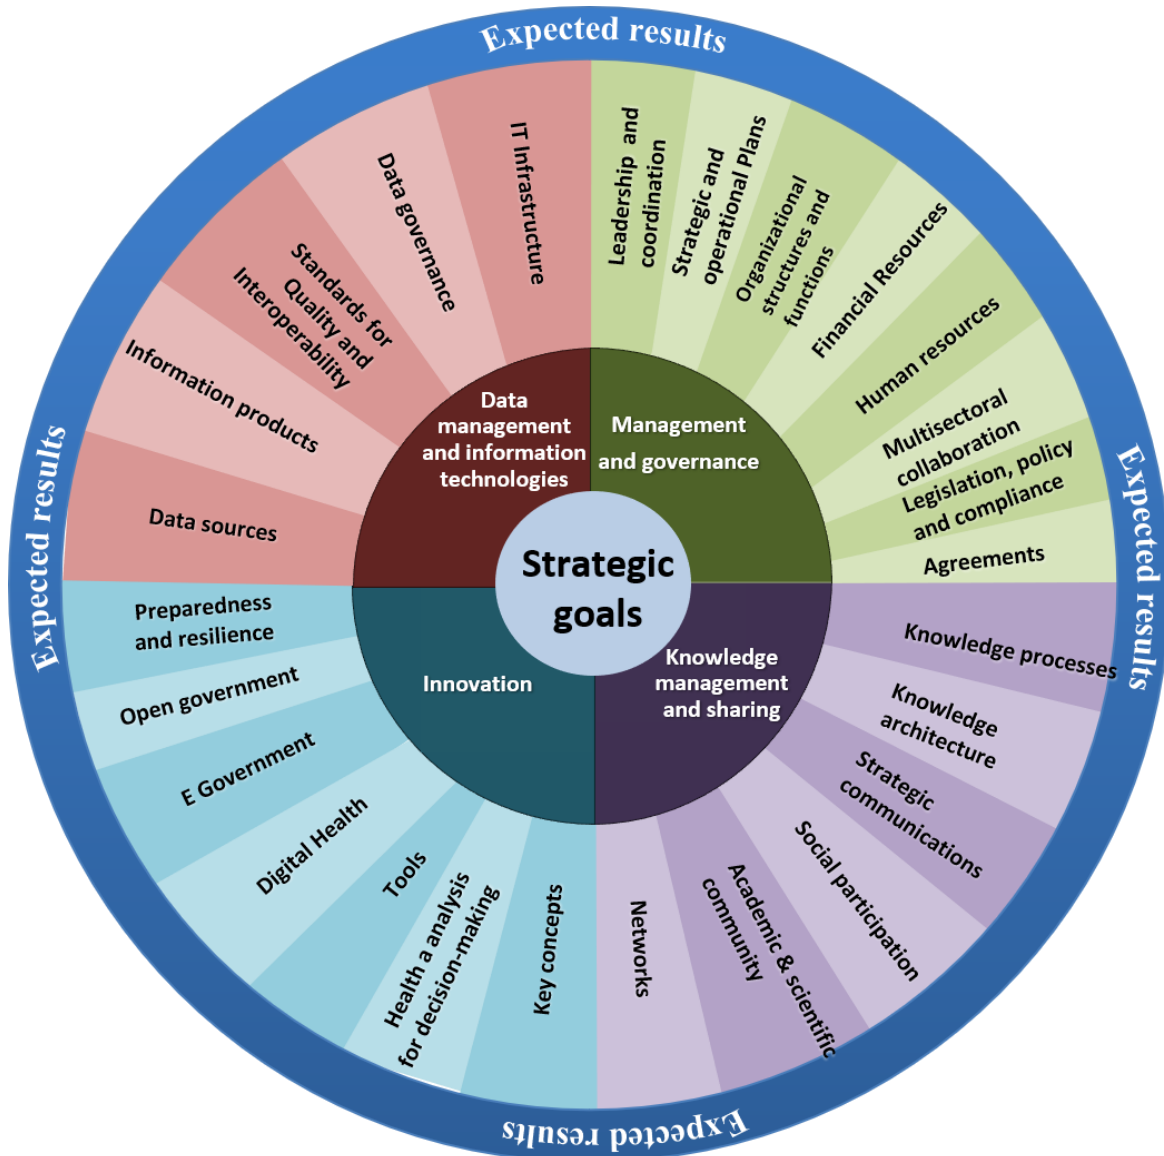 Expected results
Leadership and
coordination
Strategic and
operational Plans
Organizational
structures and
functions
Financial Resources
Human resources
Multisectoral
collaboration
Legislation, policy
and compliance
Agreements
Expected results
Knowledge processes
Knowledge
architecture
Strategic
communications
Social participation
Academic & scientific
community
Networks
Expected results
Key concepts
Health a analysis
for decision-making
Tools
Digital Health
E Government
Open government
Preparedness
and resilience
Expected results
Data sources
Information products
Standards for
Quality and
Interoperability
Data governance
IT Infrastructure
Data
management
and information
technologies
Management
and governance
Knowledge
management
and sharing
Innovation
Strategic
goals